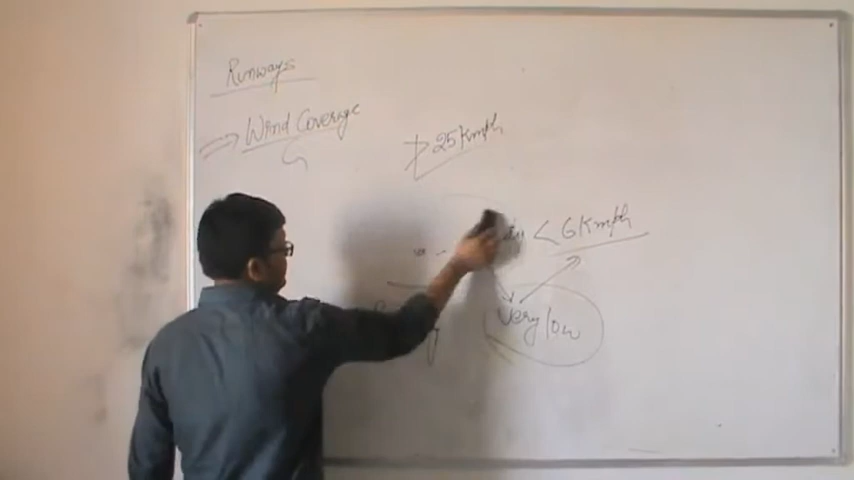 Runways
⇒ Wind Coverage
≯ 25 Kmph
< 6 Kmph
Very low